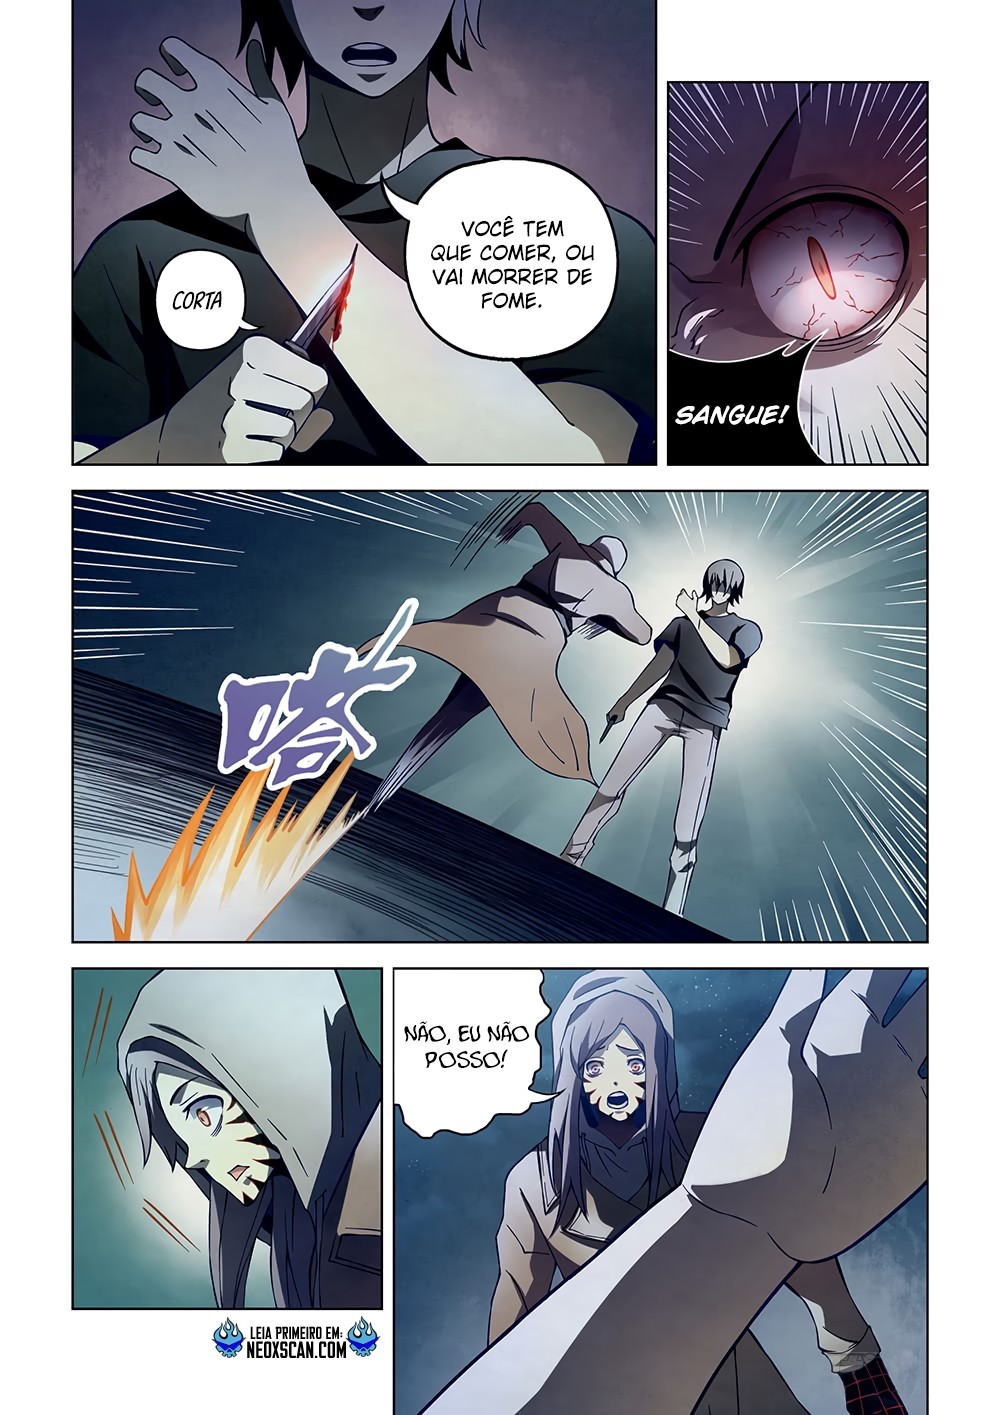 VOCÊ TEM
QUE COMER, OU
VAI MORRER DE
FOME.
CORTA
SANGUE!
嗒
NÃO, EU NÃO
POSSO!
LEIA PRIMEIRO EM:
NEOXSCAN.COM